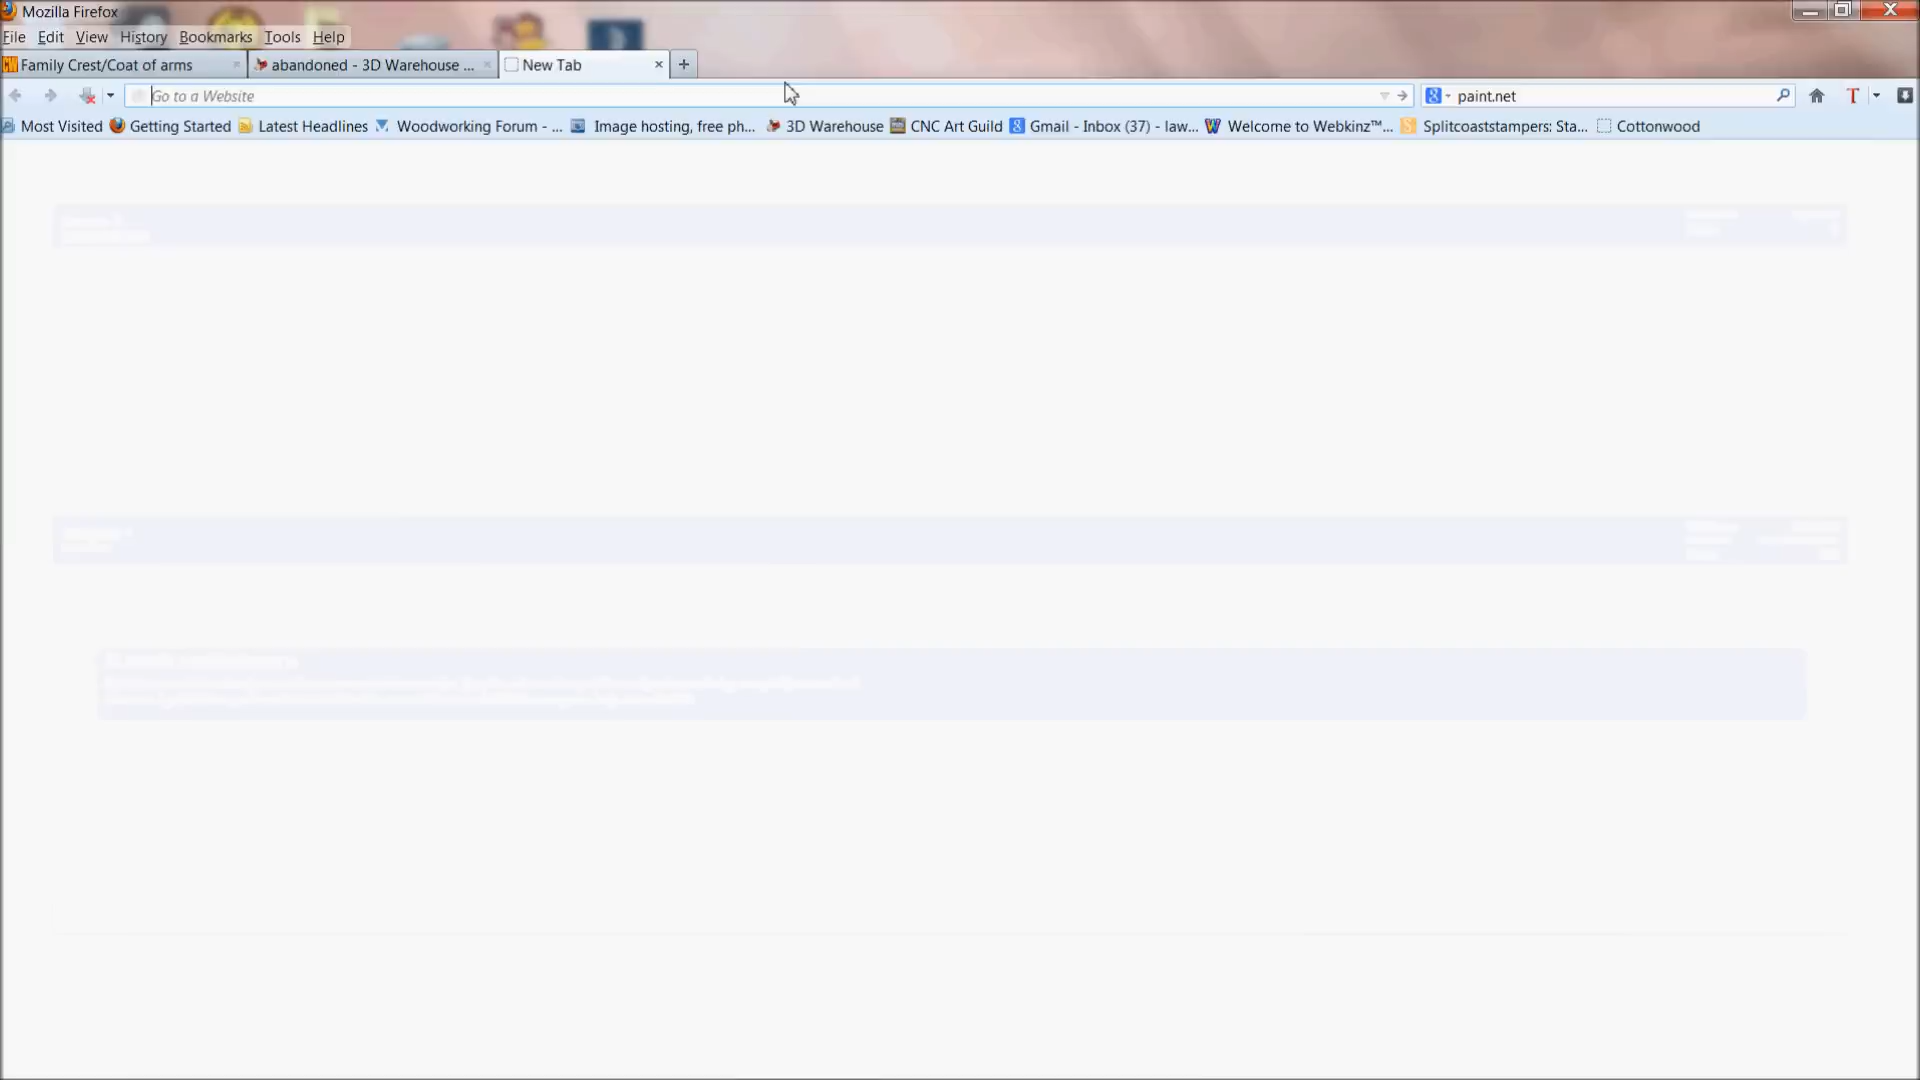 Mozilla Firefox
File Edit View History Bookmarks Tools Help
Family Crest/Coat of arms abandoned - 3D Warehouse ... New Tab
Go to a Website paint.net
Most Visited Getting Started Latest Headlines Woodworking Forum - ... Image hosting, free ph... 3D Warehouse CNC Art Guild Gmail - Inbox (37) - law... Welcome to Webkinz™... Splitcoaststampers: Sta... Cottonwood